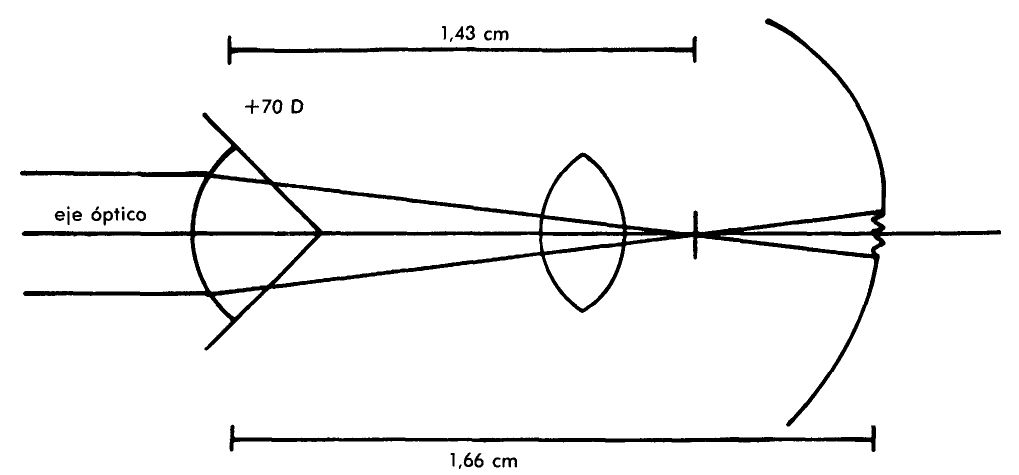 1,43 cm
+70 D
eje óptico
1,66 cm